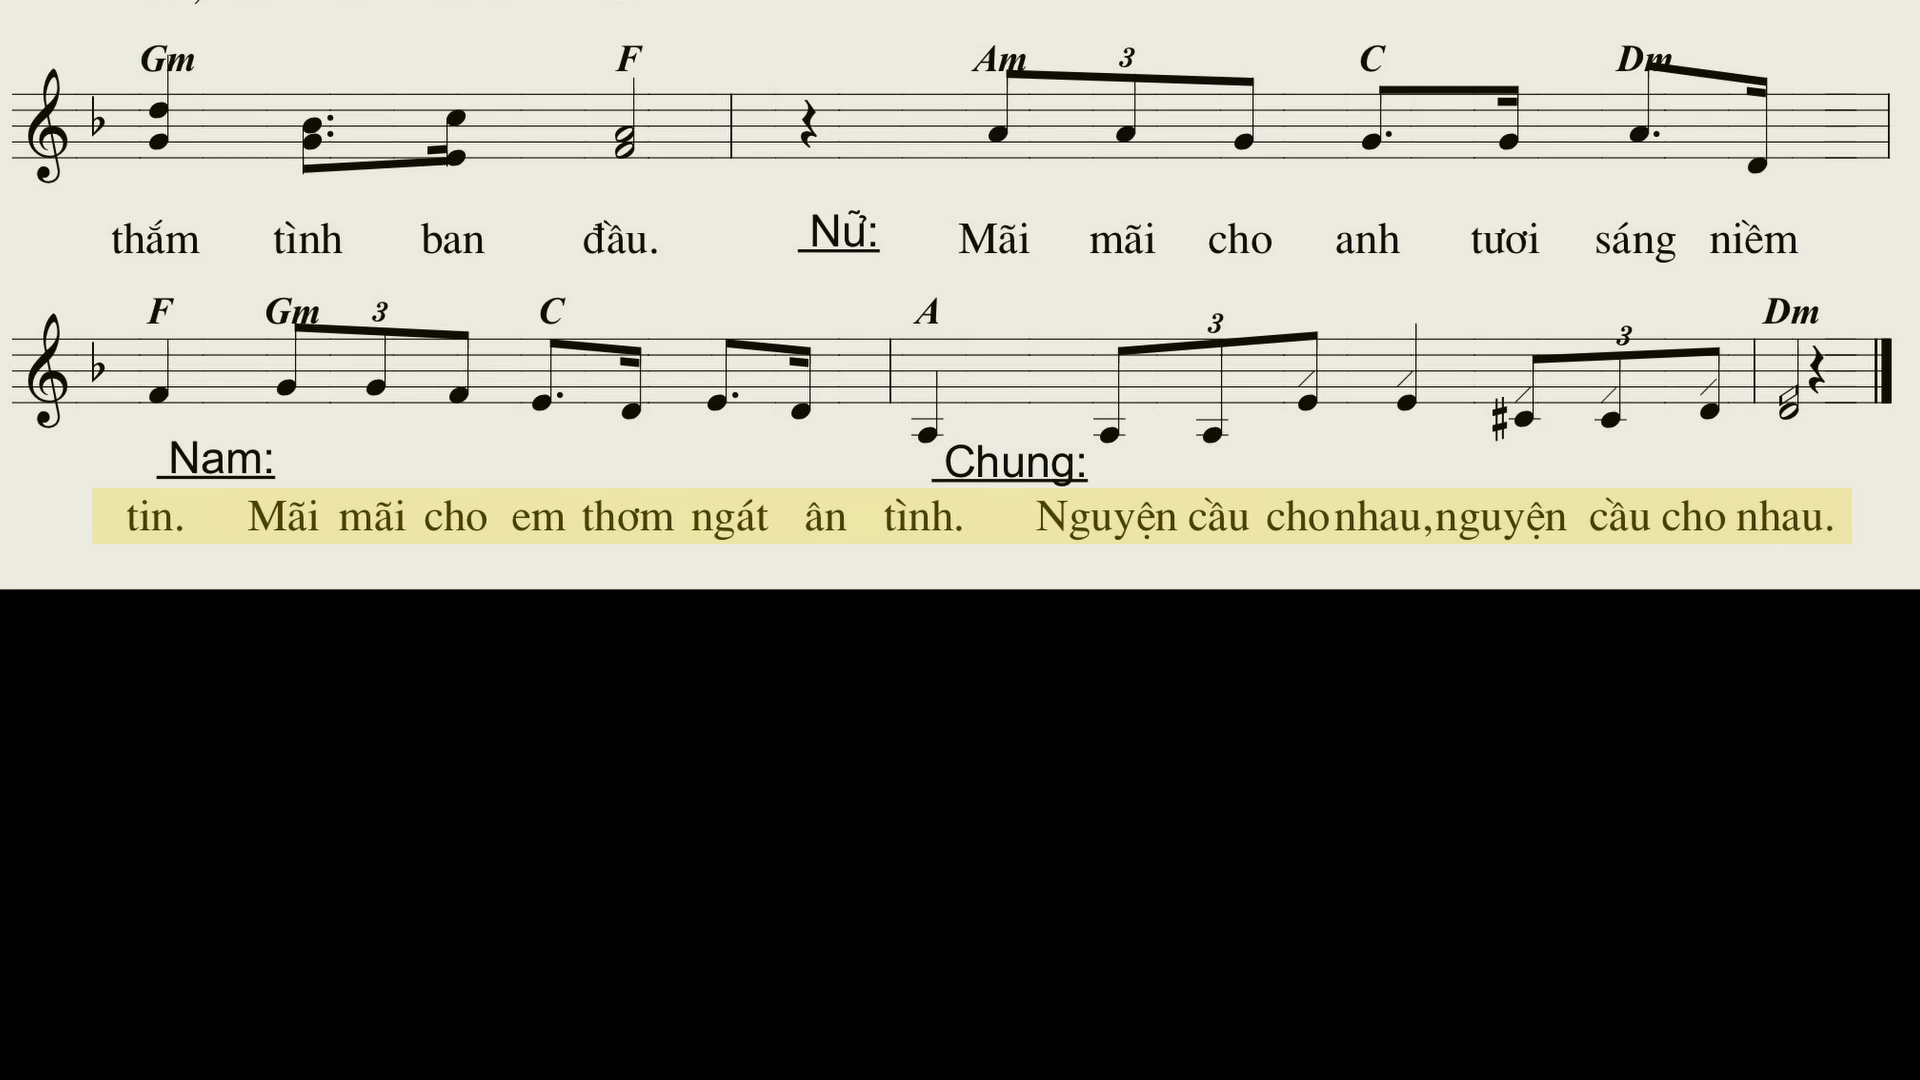 Gm F Am 3 C Dm
thắm tình ban đầu. Nữ: Mãi mãi cho anh tươi sáng niềm
F Gm 3 C A 3 3 Dm
Nam: Chung:
tin. Mãi mãi cho em thơm ngát ân tình. Nguyện cầu cho nhau, nguyện cầu cho nhau.